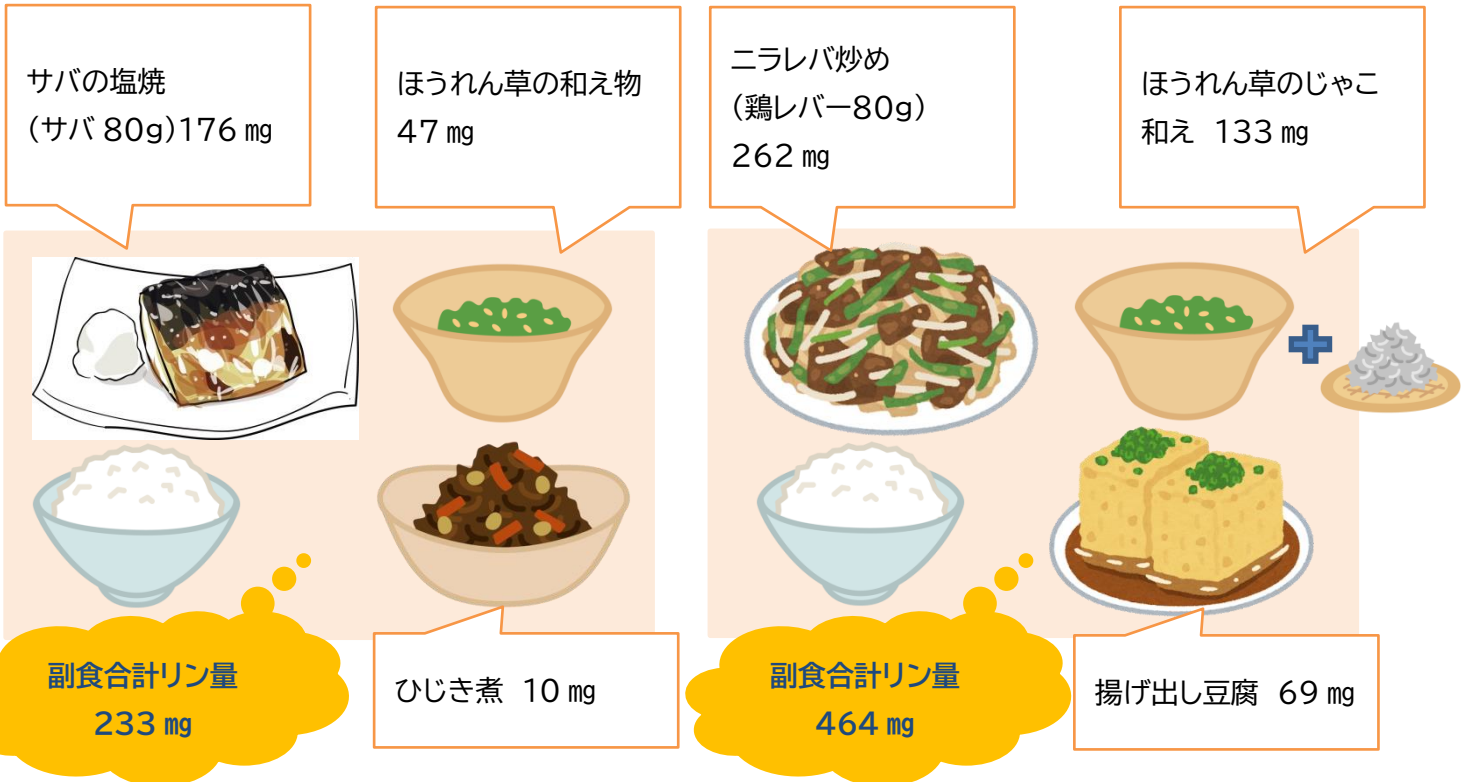 サバの塩焼
(サバ 80g)176 ㎎
ほうれん草の和え物
47 ㎎
ニラレバ炒め
(鶏レバー80g)
262 ㎎
ほうれん草のじゃこ
和え 133 ㎎
副食合計リン量
233 ㎎
ひじき煮 10 ㎎
副食合計リン量
464 ㎎
揚げ出し豆腐 69 ㎎